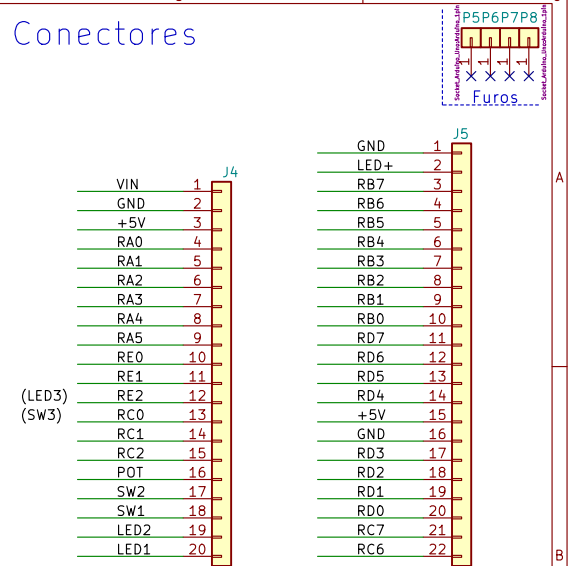 Conectores
P5 P6 P7 P8
1 1 1 1
Furos
A
B
J4
VIN 1
GND 2
+5V 3
RA0 4
RA1 5
RA2 6
RA3 7
RA4 8
RA5 9
RE0 10
RE1 11
(LED3) RE2 12
(SW3) RC0 13
RC1 14
RC2 15
POT 16
SW2 17
SW1 18
LED2 19
LED1 20
J5
GND 1
LED+ 2
RB7 3
RB6 4
RB5 5
RB4 6
RB3 7
RB2 8
RB1 9
RB0 10
RD7 11
RD6 12
RD5 13
RD4 14
+5V 15
GND 16
RD3 17
RD2 18
RD1 19
RD0 20
RC7 21
RC6 22